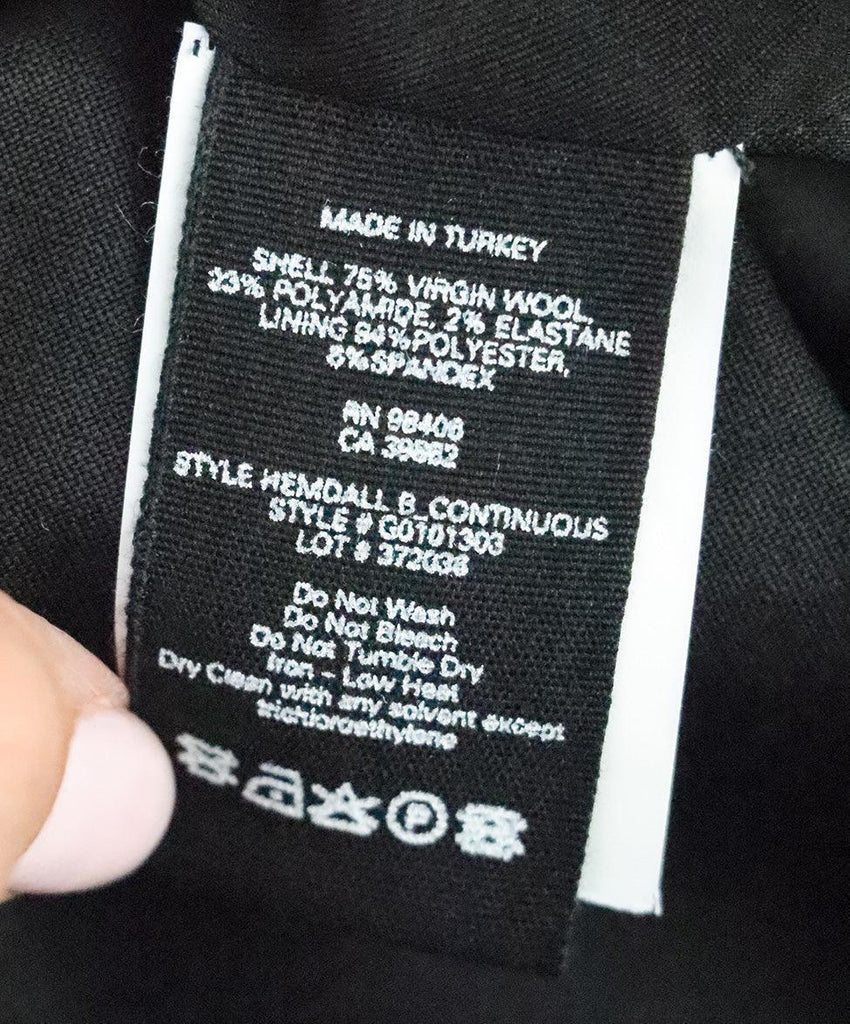 MADE IN TURKEY
SHELL 75% VIRGIN WOOL,
23% POLYAMIDE, 2% ELASTANE
LINING 94%POLYESTER,
6%SPANDEX
RN 98406
CA
STYLE HEMDALL B_CONTINUOUS
STYLE # G0101303
LOT # 372038
Do Not Wash
Do Not Bleach
Do Not Tumble Dry
Iron - Low Heat
Dry Clean with any solvent except
trichloroethylene
P